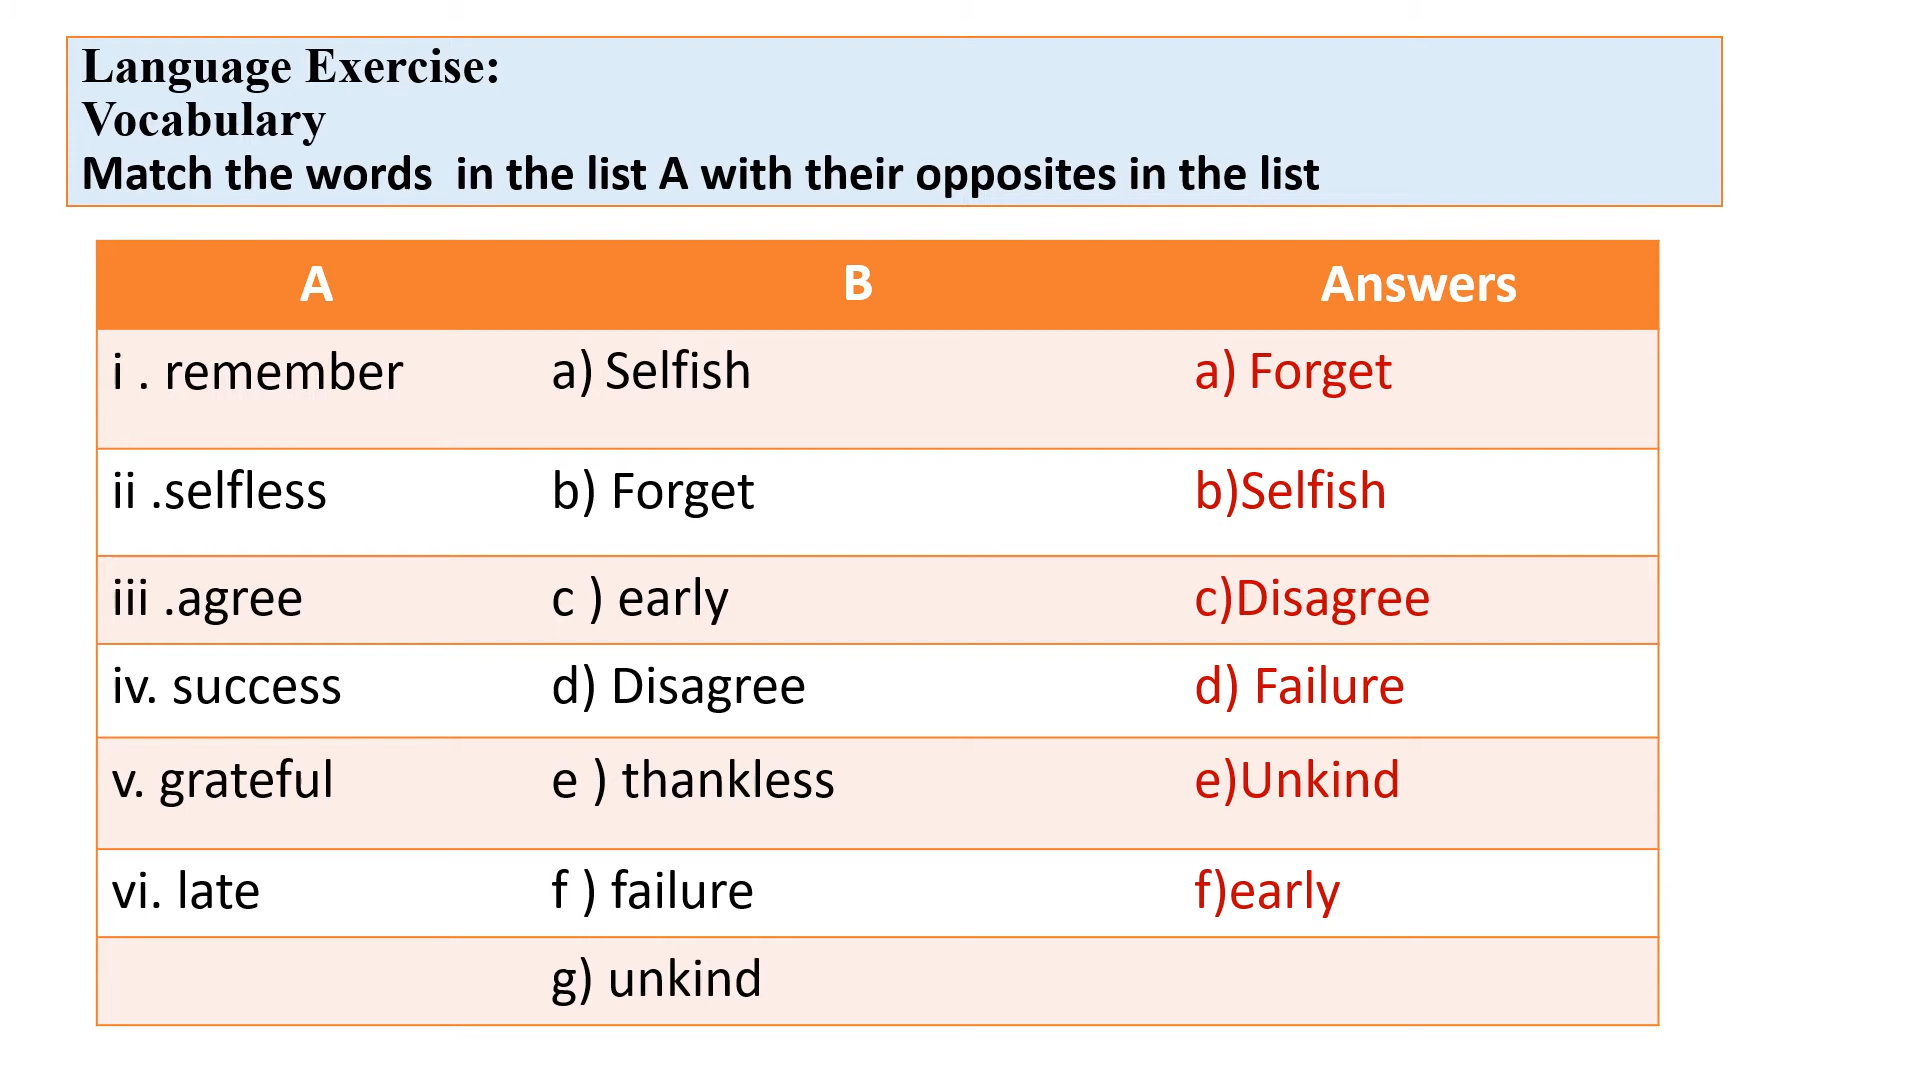 Language Exercise:
Vocabulary
Match the words  in the list A with their opposites in the list
A B Answers
i . remember a) Selfish a) Forget
ii .selfless b) Forget b)Selfish
iii .agree c ) early c)Disagree
iv. success d) Disagree d) Failure
v. grateful e ) thankless e)Unkind
vi. late f ) failure f)early
g) unkind